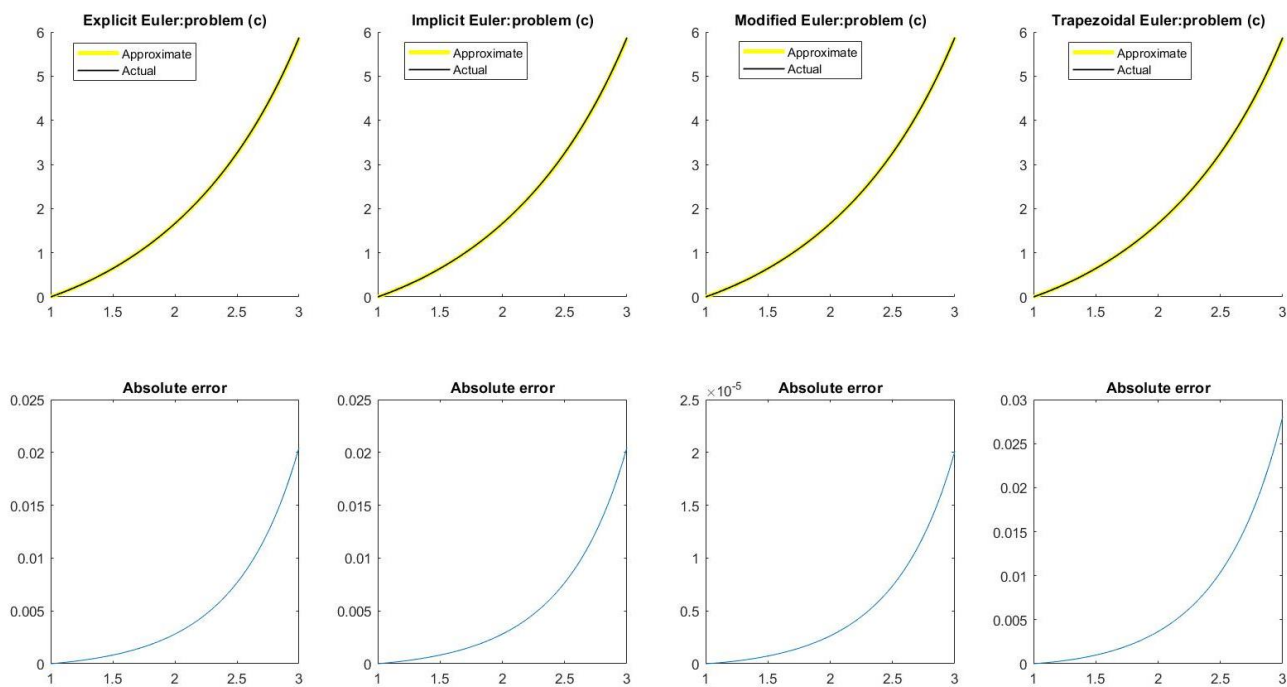 Explicit Euler:problem (c)
Implicit Euler:problem (c)
Modified Euler:problem (c)
Trapezoidal Euler:problem (c)
6
5
4
3
2
1
0
1 1.5 2 2.5 3
Approximate
Actual
6
5
4
3
2
1
0
1 1.5 2 2.5 3
Approximate
Actual
6
5
4
3
2
1
0
1 1.5 2 2.5 3
Approximate
Actual
6
5
4
3
2
1
0
1 1.5 2 2.5 3
Approximate
Actual
Absolute error
0.025
0.02
0.015
0.01
0.005
0
1 1.5 2 2.5 3
Absolute error
0.025
0.02
0.015
0.01
0.005
0
1 1.5 2 2.5 3
Absolute error
×10-5
2.5
2
1.5
1
0.5
0
1 1.5 2 2.5 3
Absolute error
0.03
0.025
0.02
0.015
0.01
0.005
0
1 1.5 2 2.5 3